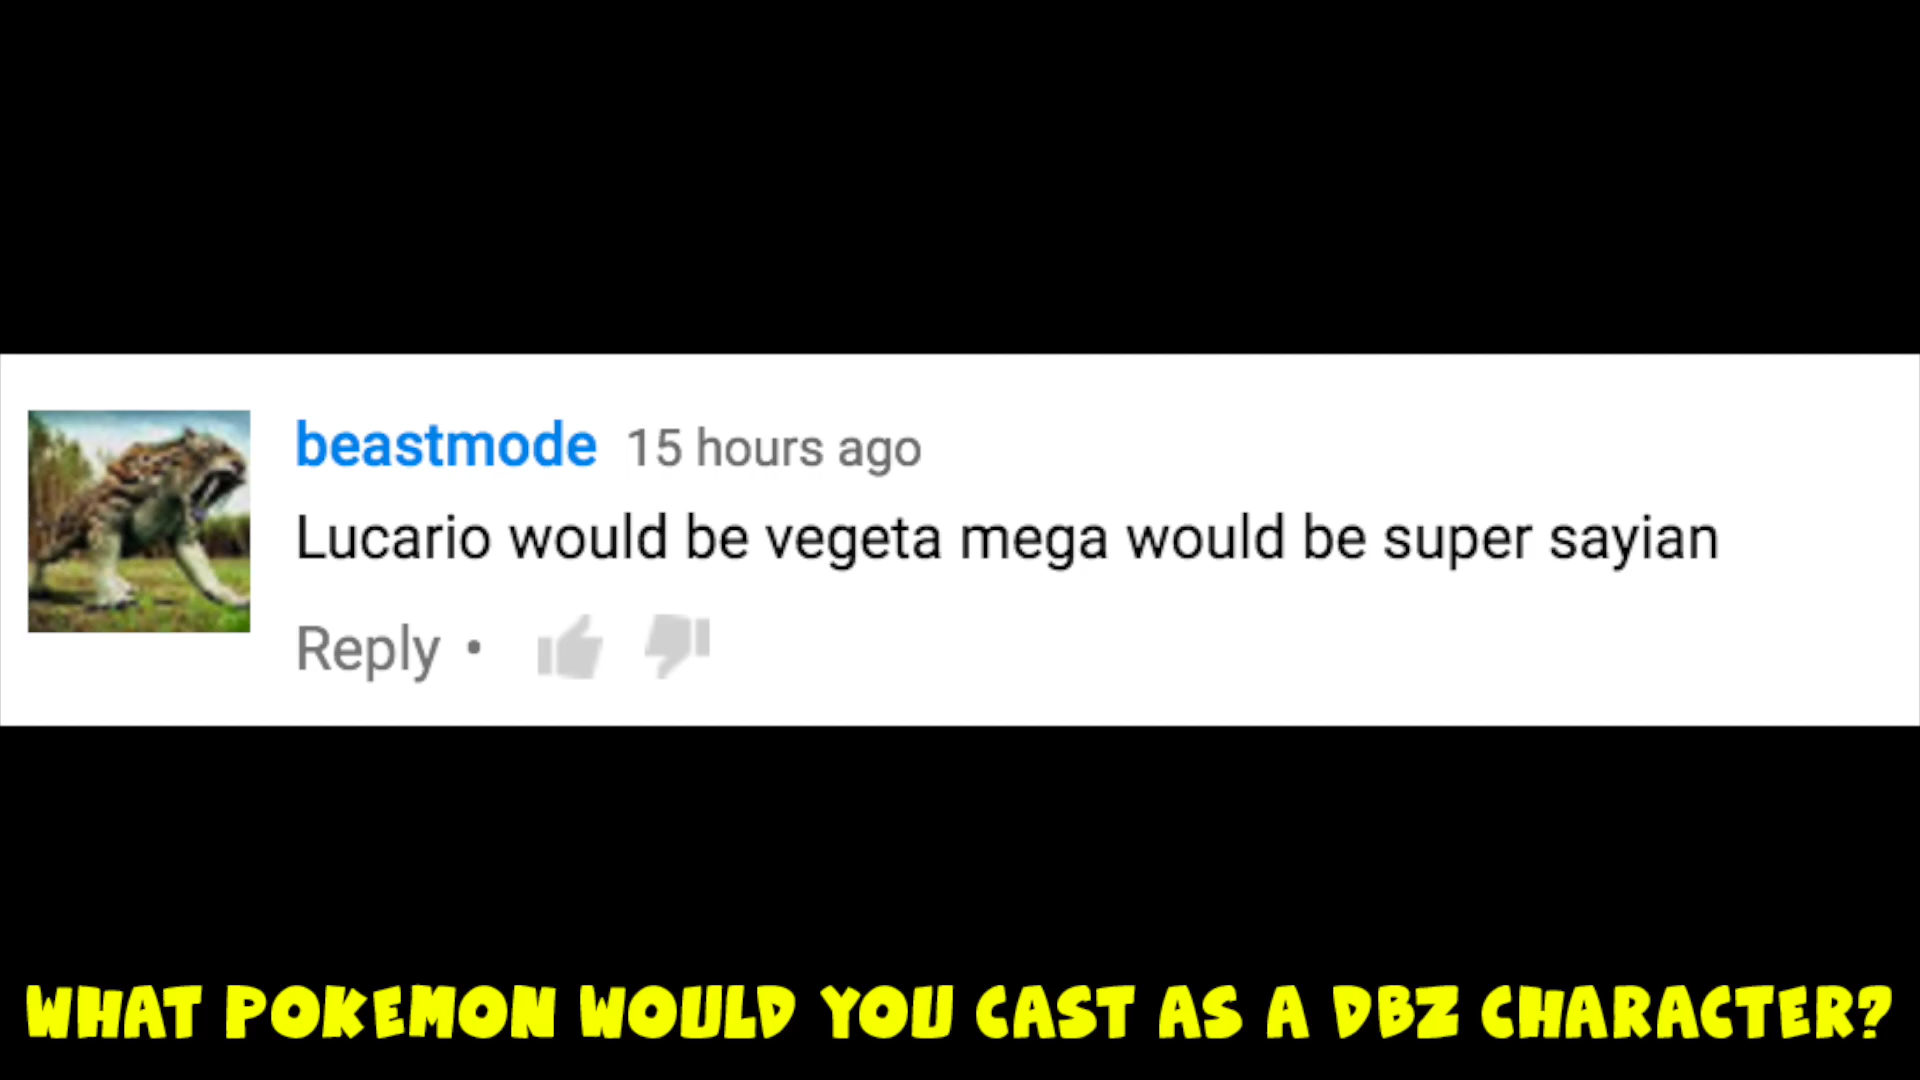 beastmode 15 hours ago
Lucario would be vegeta mega would be super sayian
Reply •
WHAT POKEMON WOULD YOU CAST AS A DBZ CHARACTER?